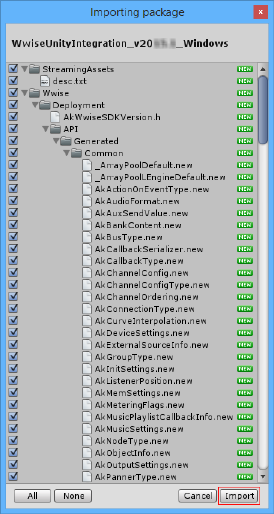 Importing package
WwiseUnityIntegration_v20 _Windows
StreamingAssets NEW
desc.txt NEW
Wwise NEW
Deployment NEW
AkWwiseSDKVersion.h NEW
API NEW
Generated NEW
Common NEW
_ArrayPoolDefault.new NEW
_ArrayPoolLEngineDefault.new NEW
AkActionOnEventType.new NEW
AkAudioFormat.new NEW
AkAuxSendValue.new NEW
AkBankContent.new NEW
AkBusType.new NEW
AkCallbackSerializer.new NEW
AkCallbackType.new NEW
AkChannelConfig.new NEW
AkChannelConfigType.new NEW
AkChannelOrdering.new NEW
AkConnectionType.new NEW
AkCurveInterpolation.new NEW
AkDeviceSettings.new NEW
AkExternalSourceInfo.new NEW
AkGroupType.new NEW
AkInitSettings.new NEW
AkListenerPosition.new NEW
AkMemSettings.new NEW
AkMeteringFlags.new NEW
AkMusicPlaylistCallbackInfo.new NEW
AkMusicSettings.new NEW
AkNodeType.new NEW
AkObjectInfo.new NEW
AkOutputSettings.new NEW
AkPannerType.new NEW
All None Cancel Import